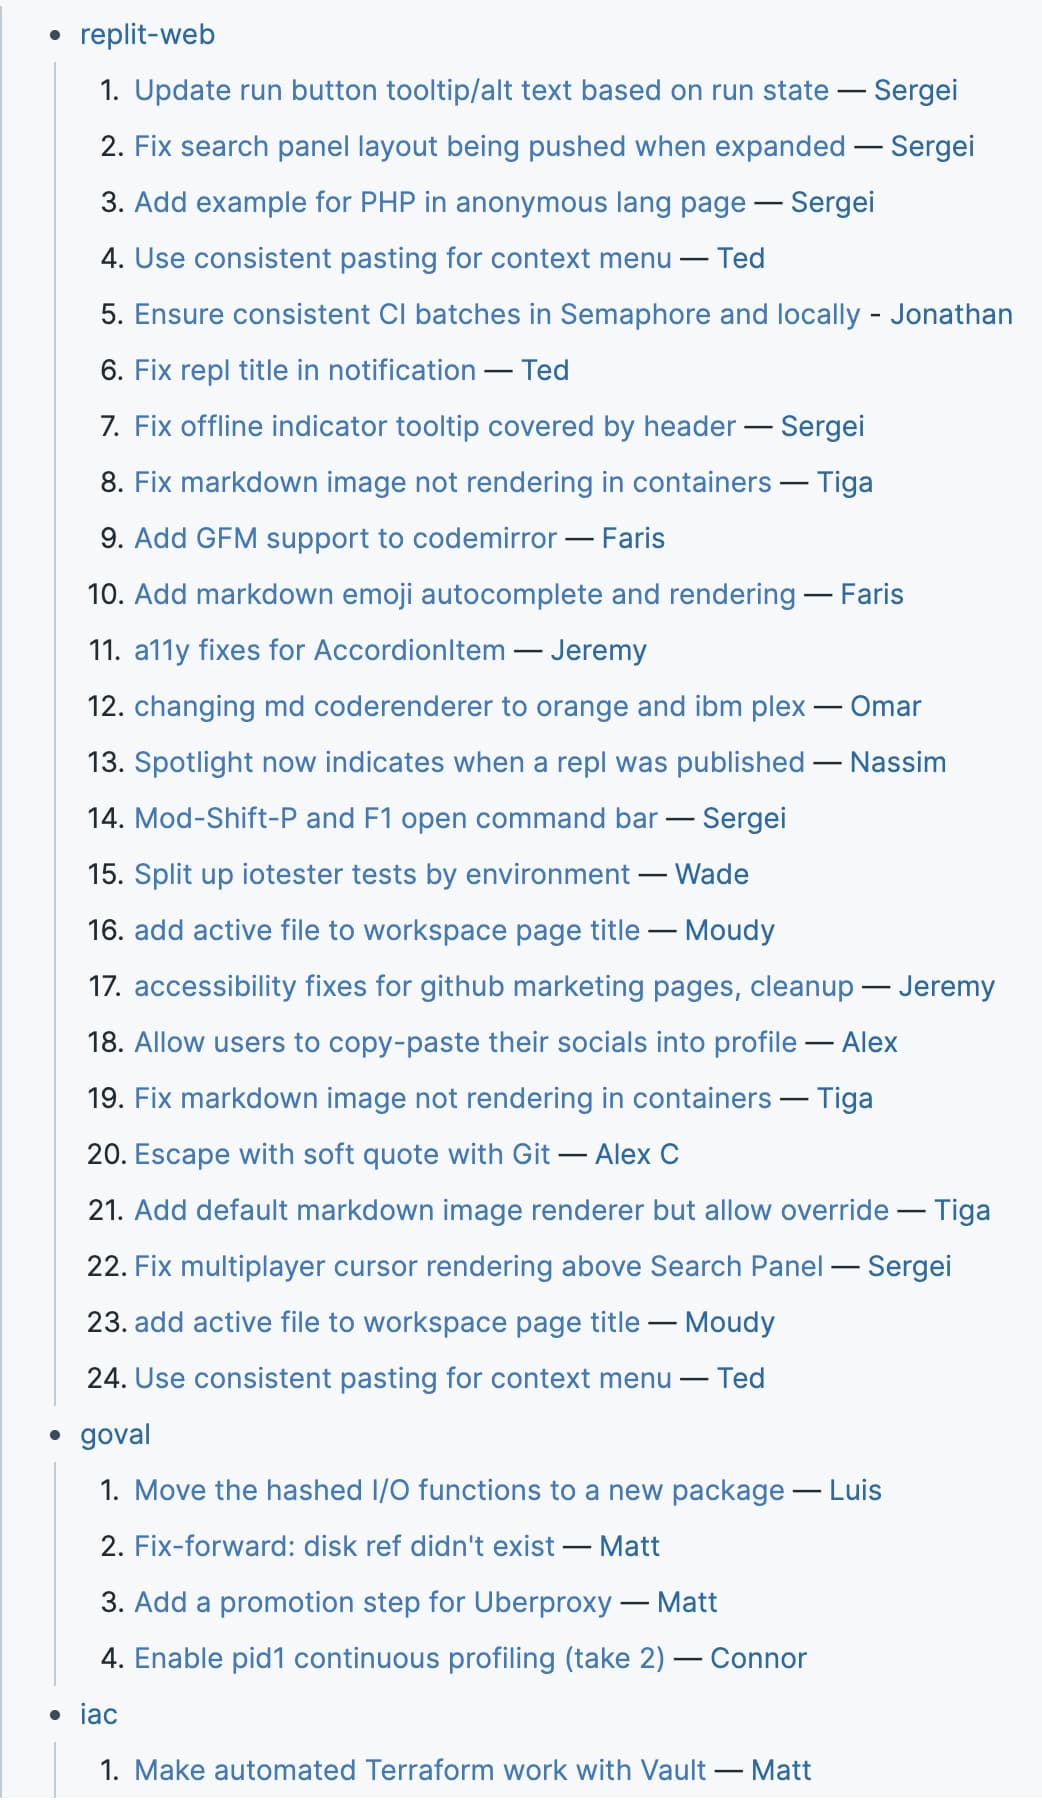 • replit-web
1. Update run button tooltip/alt text based on run state — Sergei
2. Fix search panel layout being pushed when expanded — Sergei
3. Add example for PHP in anonymous lang page — Sergei
4. Use consistent pasting for context menu — Ted
5. Ensure consistent CI batches in Semaphore and locally - Jonathan
6. Fix repl title in notification — Ted
7. Fix offline indicator tooltip covered by header — Sergei
8. Fix markdown image not rendering in containers — Tiga
9. Add GFM support to codemirror — Faris
10. Add markdown emoji autocomplete and rendering — Faris
11. a11y fixes for AccordionItem — Jeremy
12. changing md coderenderer to orange and ibm plex — Omar
13. Spotlight now indicates when a repl was published — Nassim
14. Mod-Shift-P and F1 open command bar — Sergei
15. Split up iotester tests by environment — Wade
16. add active file to workspace page title — Moudy
17. accessibility fixes for github marketing pages, cleanup — Jeremy
18. Allow users to copy-paste their socials into profile — Alex
19. Fix markdown image not rendering in containers — Tiga
20. Escape with soft quote with Git — Alex C
21. Add default markdown image renderer but allow override — Tiga
22. Fix multiplayer cursor rendering above Search Panel — Sergei
23. add active file to workspace page title — Moudy
24. Use consistent pasting for context menu — Ted
• goval
1. Move the hashed I/O functions to a new package — Luis
2. Fix-forward: disk ref didn't exist — Matt
3. Add a promotion step for Uberproxy — Matt
4. Enable pid1 continuous profiling (take 2) — Connor
• iac
1. Make automated Terraform work with Vault — Matt